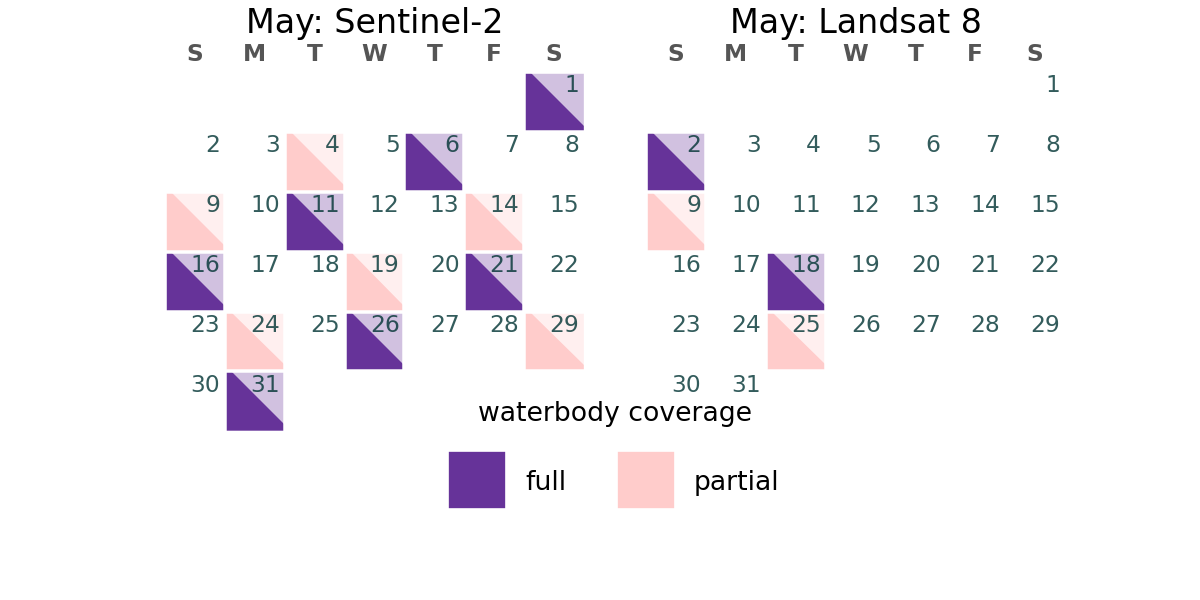 May: Sentinel-2
S M T W T F S
1
2 3 4 5 6 7 8
9 10 11 12 13 14 15
16 17 18 19 20 21 22
23 24 25 26 27 28 29
30 31
May: Landsat 8
S M T W T F S
1
2 3 4 5 6 7 8
9 10 11 12 13 14 15
16 17 18 19 20 21 22
23 24 25 26 27 28 29
30 31
waterbody coverage
full
partial